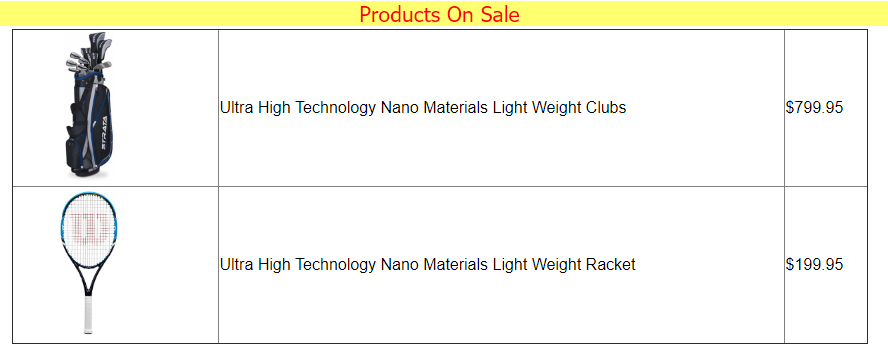 Products On Sale
STRATA
Ultra High Technology Nano Materials Light Weight Clubs
$799.95
W
Ultra High Technology Nano Materials Light Weight Racket
$199.95